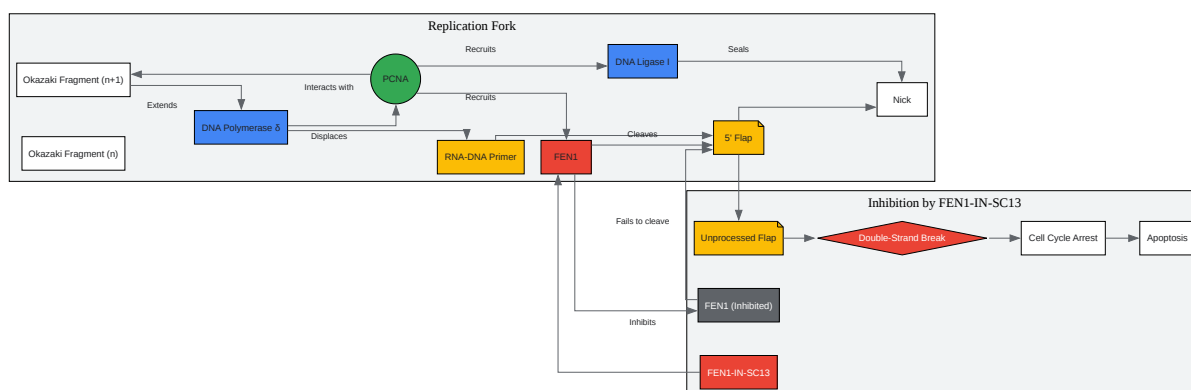 Replication Fork
Recruits
Seals
DNA Ligase I
Okazaki Fragment (n+1)
PCNA
Interacts with
Recruits
Nick
Extends
DNA Polymerase δ
Displaces
Cleaves
5' Flap
Okazaki Fragment (n)
RNA-DNA Primer
FEN1
Inhibition by FEN1-IN-SC13
Fails to cleave
Unprocessed Flap
Double-Strand Break
Cell Cycle Arrest
Apoptosis
FEN1 (Inhibited)
Inhibits
FEN1-IN-SC13